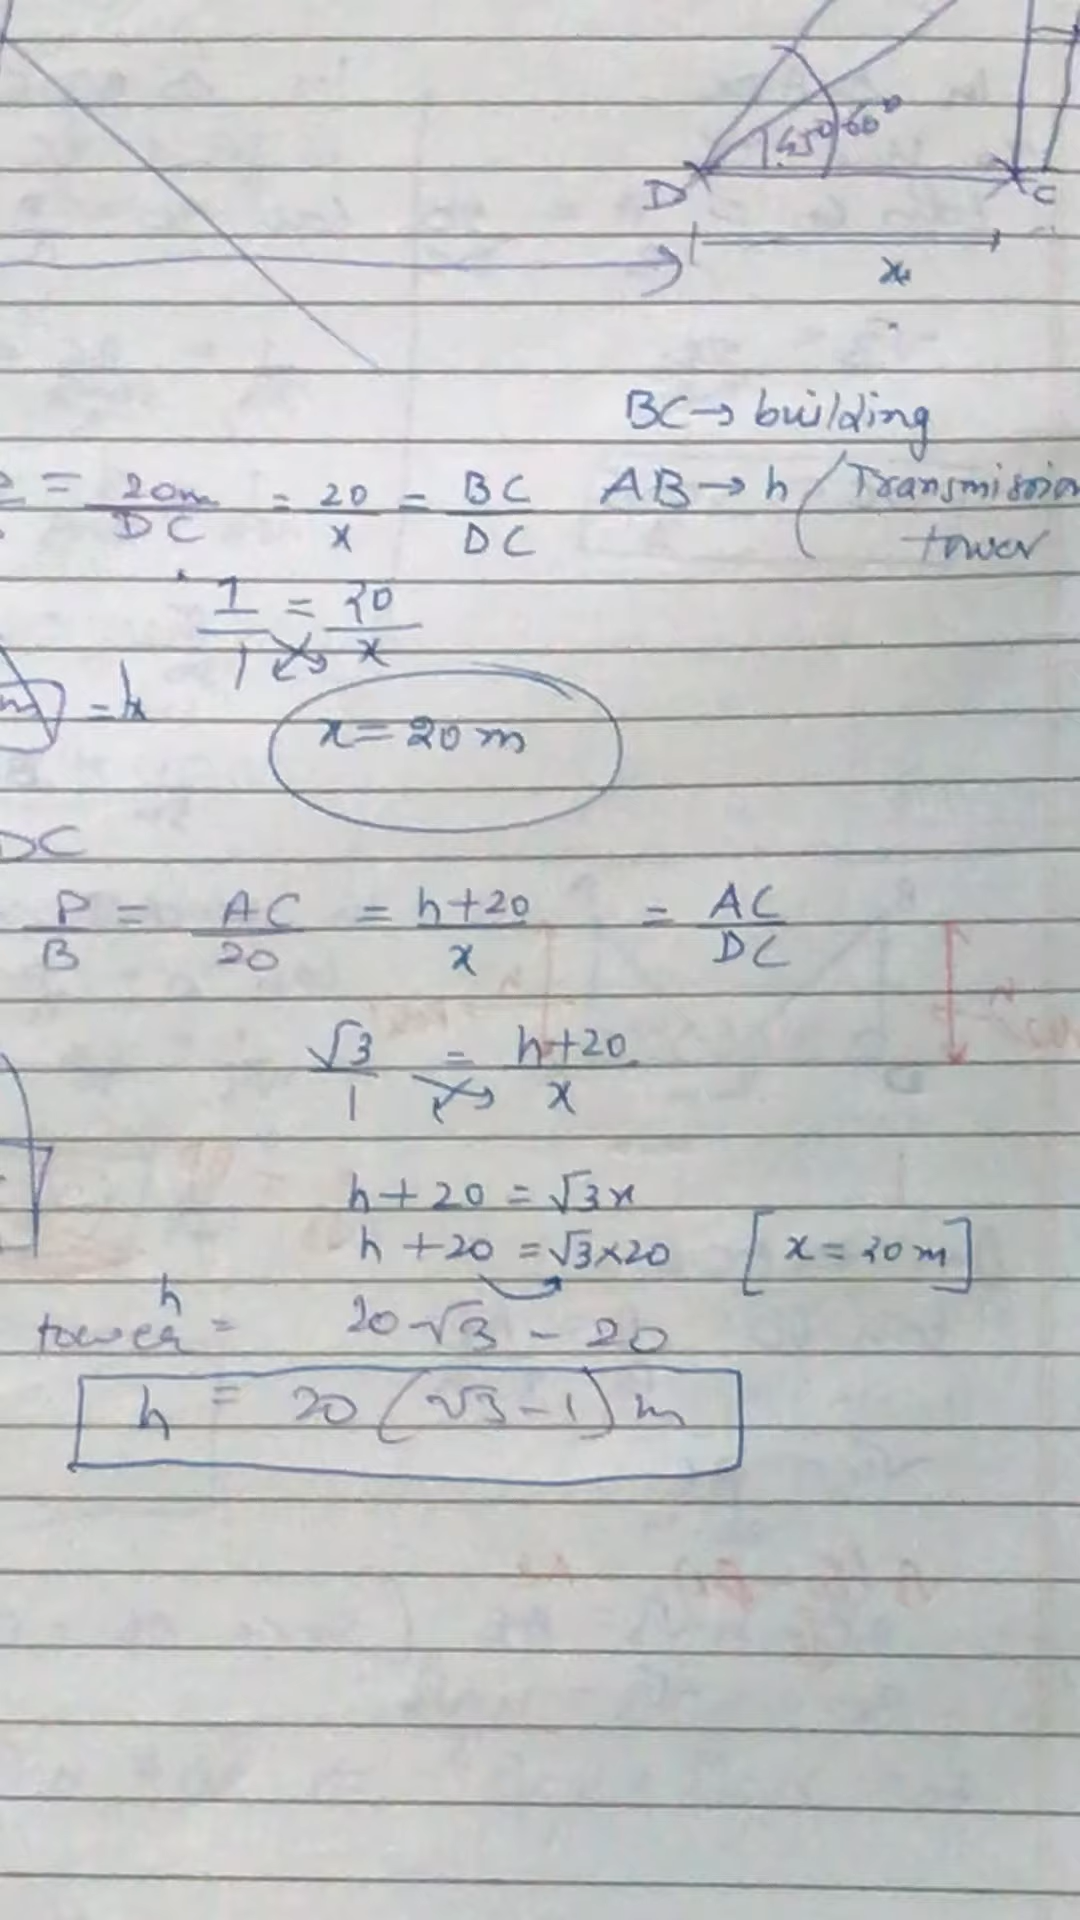 45° 60°
D C
x
BC → building
= 20m/DC = 20/x = BC/DC AB → h (Transmission
tower
1/1 = 20/x
= h
x = 20 m
DC
P/B = AC/20 = h+20/x = AC/DC
√3/1 = h+20/x
h + 20 = √3x
h + 20 = √3×20 [x = 20 m]
h
tower = 20√3 - 20
h = 20 (√3 - 1) m